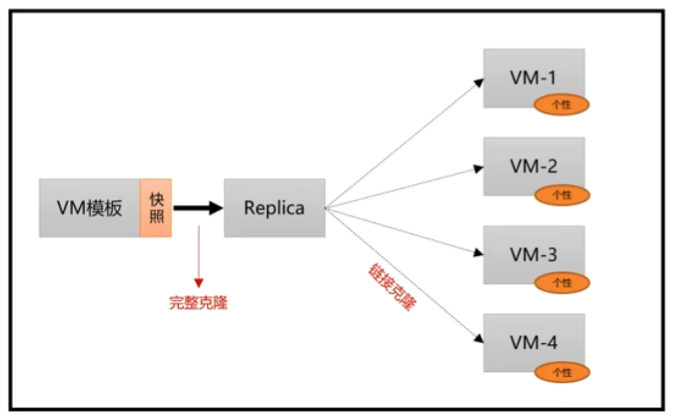 VM模板
快照
完整克隆
Replica
链接克隆
VM-1
个性
VM-2
个性
VM-3
个性
VM-4
个性